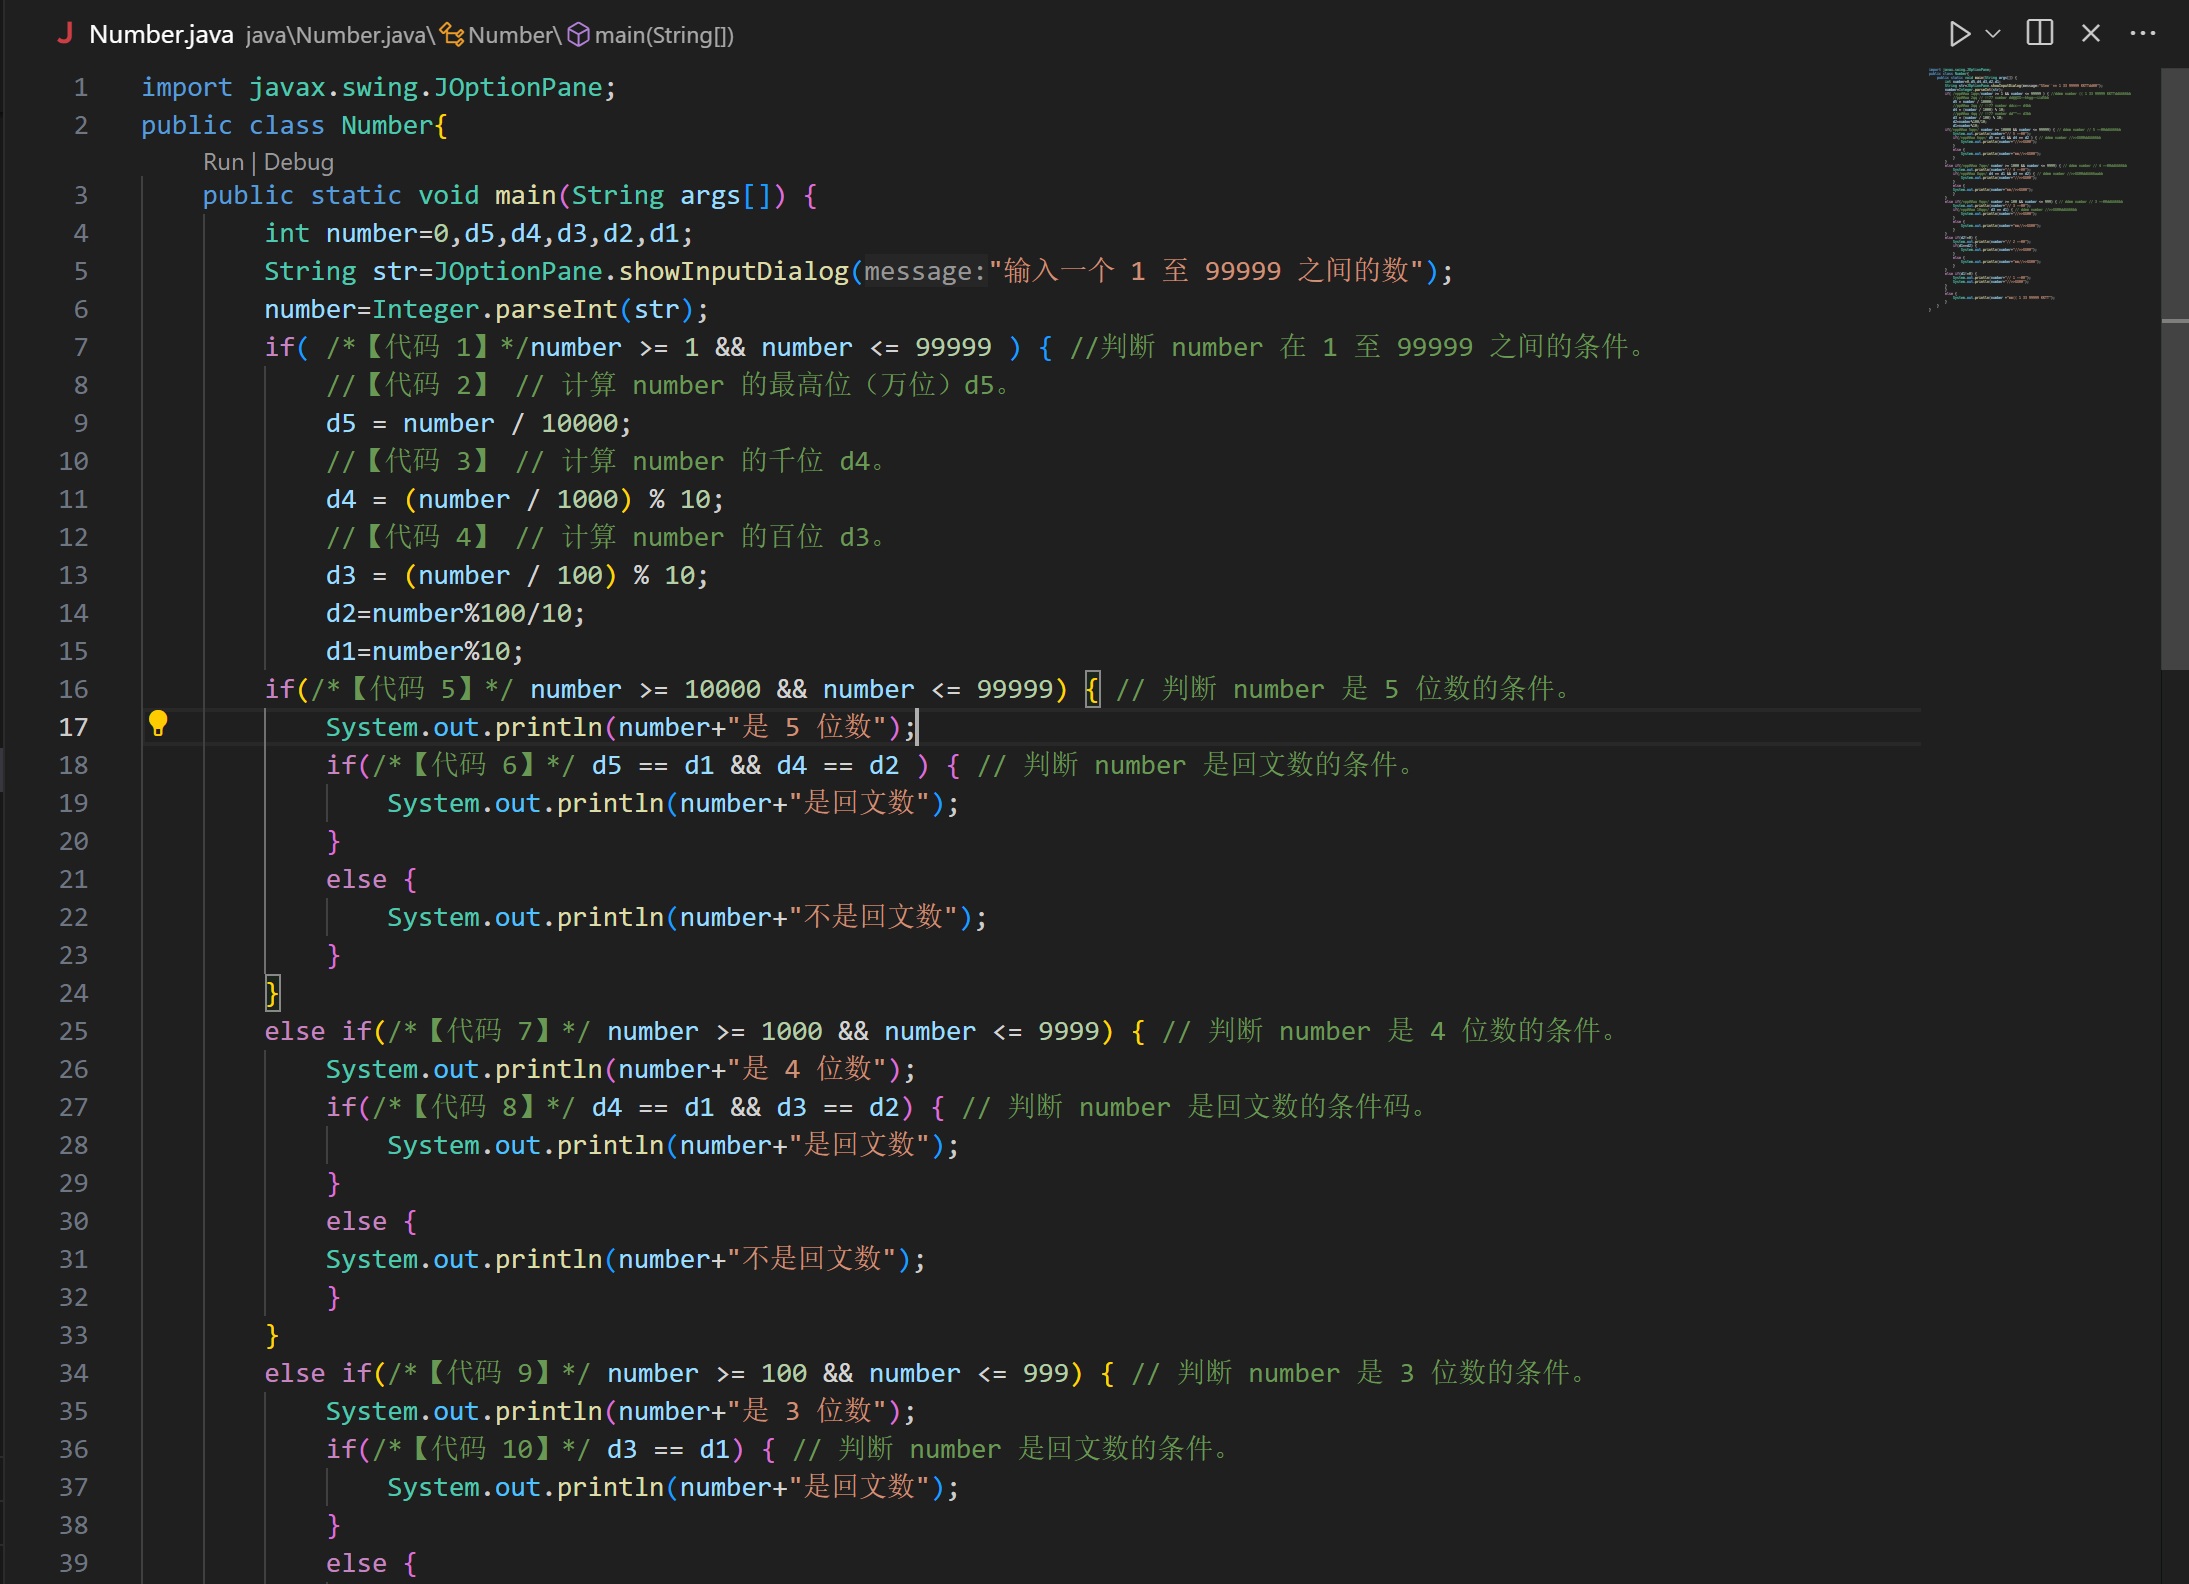 Number.java java\Number.java\Number\main(String[])
1 import javax.swing.JOptionPane;
2 public class Number{
Run | Debug
3 public static void main(String args[]) {
4 int number=0,d5,d4,d3,d2,d1;
5 String str=JOptionPane.showInputDialog(message:"输入一个 1 至 99999 之间的数");
6 number=Integer.parseInt(str);
7 if( /*【代码 1】*/number >= 1 && number <= 99999 ) { //判断 number 在 1 至 99999 之间的条件。
8 //【代码 2】 // 计算 number 的最高位（万位）d5。
9 d5 = number / 10000;
10 //【代码 3】 // 计算 number 的千位 d4。
11 d4 = (number / 1000) % 10;
12 //【代码 4】 // 计算 number 的百位 d3。
13 d3 = (number / 100) % 10;
14 d2=number%100/10;
15 d1=number%10;
16 if(/*【代码 5】*/ number >= 10000 && number <= 99999) { // 判断 number 是 5 位数的条件。
17 System.out.println(number+"是 5 位数");
18 if(/*【代码 6】*/ d5 == d1 && d4 == d2 ) { // 判断 number 是回文数的条件。
19 System.out.println(number+"是回文数");
20 }
21 else {
22 System.out.println(number+"不是回文数");
23 }
24 }
25 else if(/*【代码 7】*/ number >= 1000 && number <= 9999) { // 判断 number 是 4 位数的条件。
26 System.out.println(number+"是 4 位数");
27 if(/*【代码 8】*/ d4 == d1 && d3 == d2) { // 判断 number 是回文数的条件码。
28 System.out.println(number+"是回文数");
29 }
30 else {
31 System.out.println(number+"不是回文数");
32 }
33 }
34 else if(/*【代码 9】*/ number >= 100 && number <= 999) { // 判断 number 是 3 位数的条件。
35 System.out.println(number+"是 3 位数");
36 if(/*【代码 10】*/ d3 == d1) { // 判断 number 是回文数的条件。
37 System.out.println(number+"是回文数");
38 }
39 else {